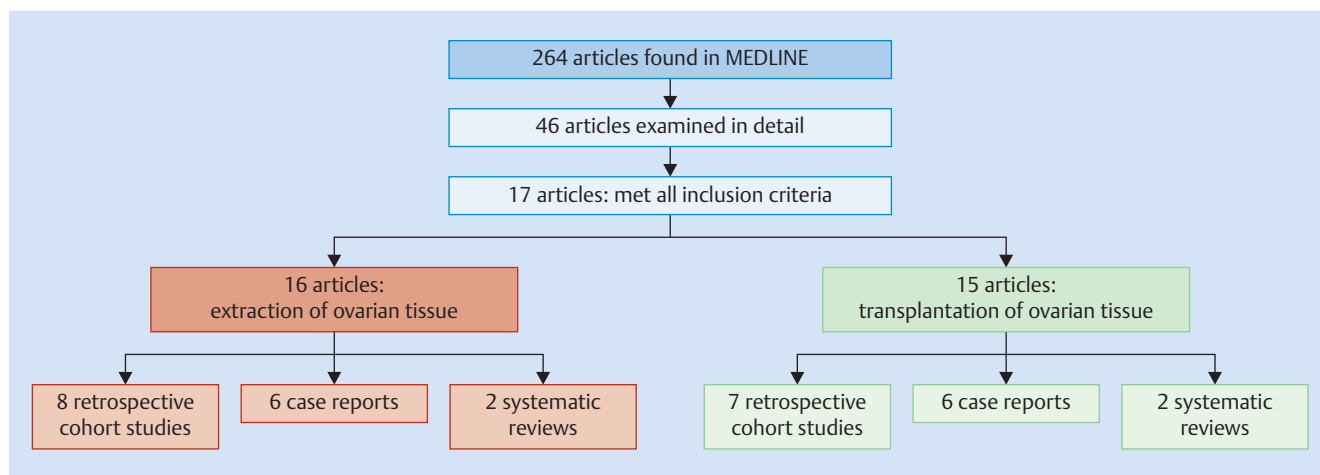 264 articles found in MEDLINE
46 articles examined in detail
17 articles: met all inclusion criteria
16 articles:
extraction of ovarian tissue
15 articles:
transplantation of ovarian tissue
8 retrospective
cohort studies
6 case reports
2 systematic
reviews
7 retrospective
cohort studies
6 case reports
2 systematic
reviews